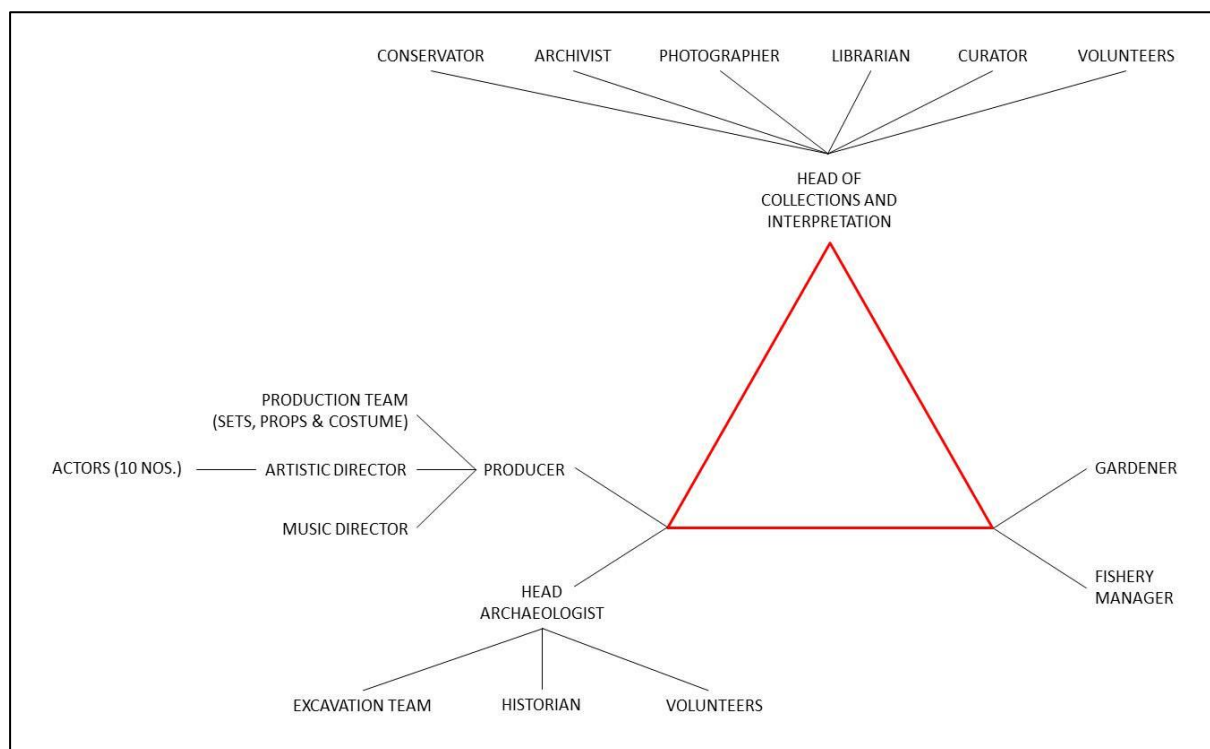 CONSERVATOR
ARCHIVIST
PHOTOGRAPHER
LIBRARIAN
CURATOR
VOLUNTEERS
HEAD OF
COLLECTIONS AND
INTERPRETATION
PRODUCTION TEAM
(SETS, PROPS & COSTUME)
ACTORS (10 NOS.)
ARTISTIC DIRECTOR
PRODUCER
MUSIC DIRECTOR
GARDENER
FISHERY
MANAGER
HEAD
ARCHAEOLOGIST
EXCAVATION TEAM
HISTORIAN
VOLUNTEERS